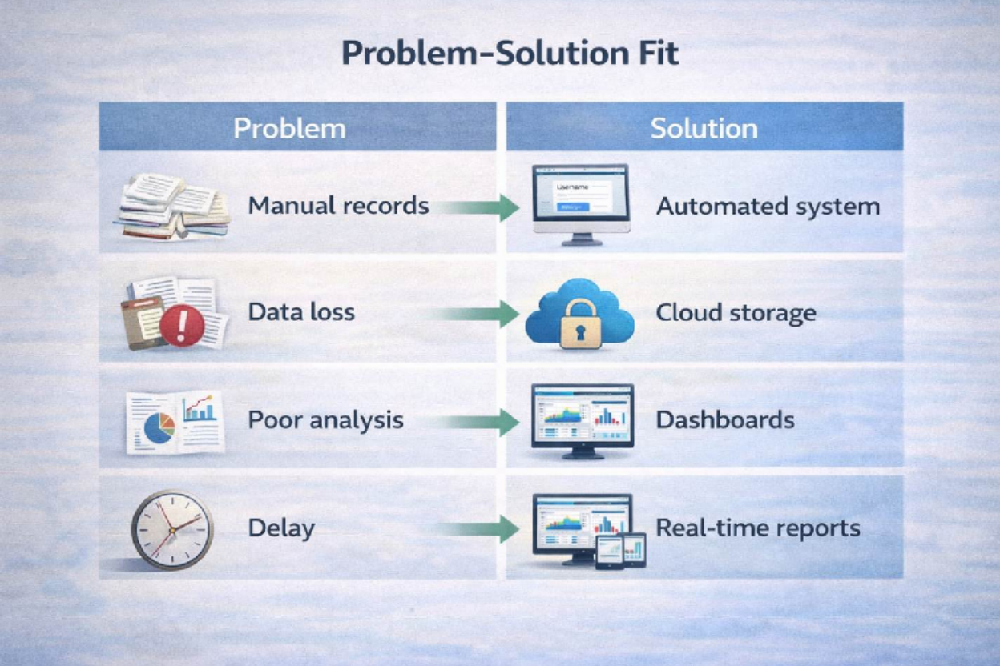 Problem-Solution Fit
Problem Solution
Manual records Automated system
Username
Data loss Cloud storage
Poor analysis Dashboards
Delay Real-time reports